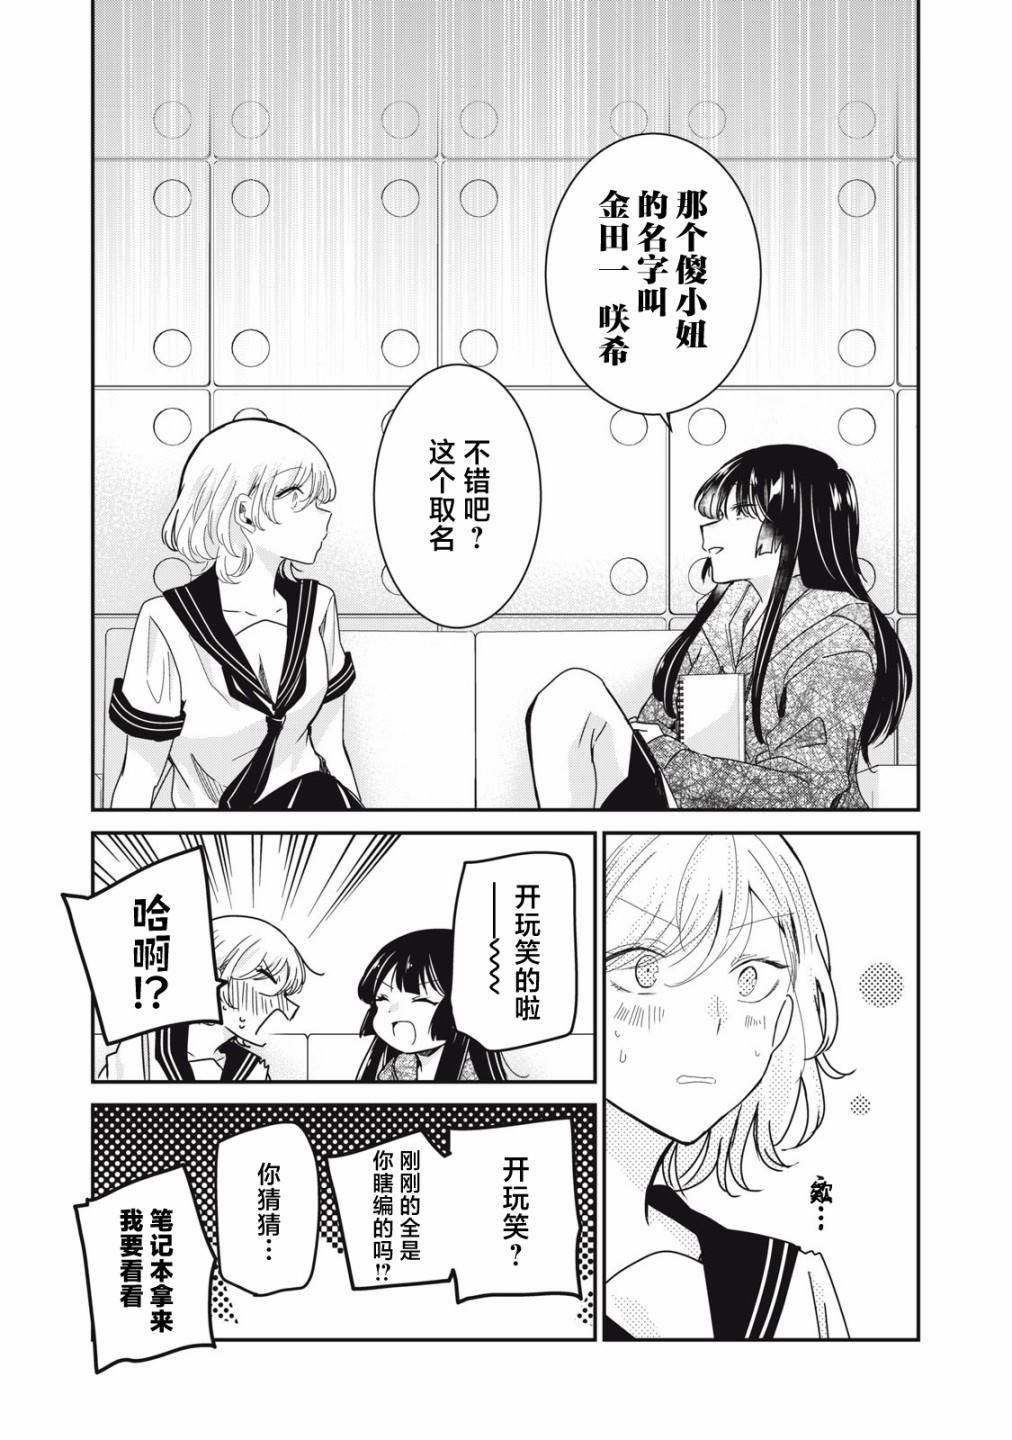 那个傻小妞
的名字叫
金田一 咲希
不错吧?
这个取名
欸…
开玩笑的啦
哈啊!?
开玩笑?
刚刚的全是
你瞎编的吗!?
你猜猜…
笔记本拿来
我要看看